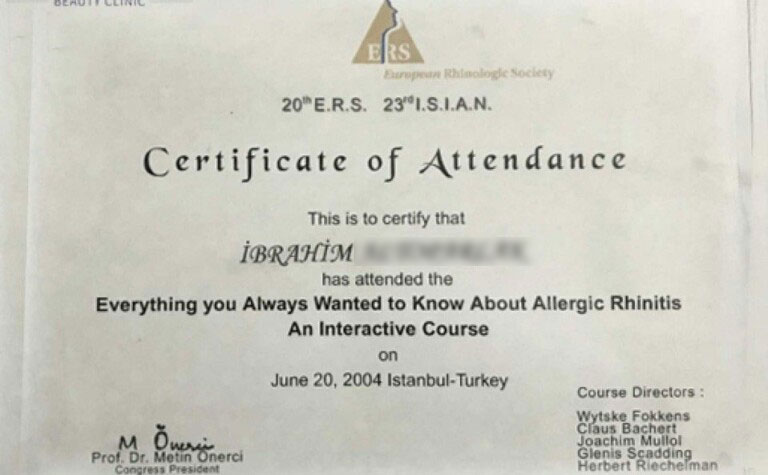 BEAUTY CLINIC
ERS
European Rhinologic Society
20th E.R.S. 23rd I.S.I.A.N.
Certificate of Attendance
This is to certify that
İBRAHİM
has attended the
Everything you Always Wanted to Know About Allergic Rhinitis
An Interactive Course
on
June 20, 2004 Istanbul-Turkey
M Önerci
Prof. Dr. Metin Önerci
Congress President
Course Directors :
Wytske Fokkens
Claus Bachert
Joachim Mullol
Glenis Scadding
Herbert Riechelman